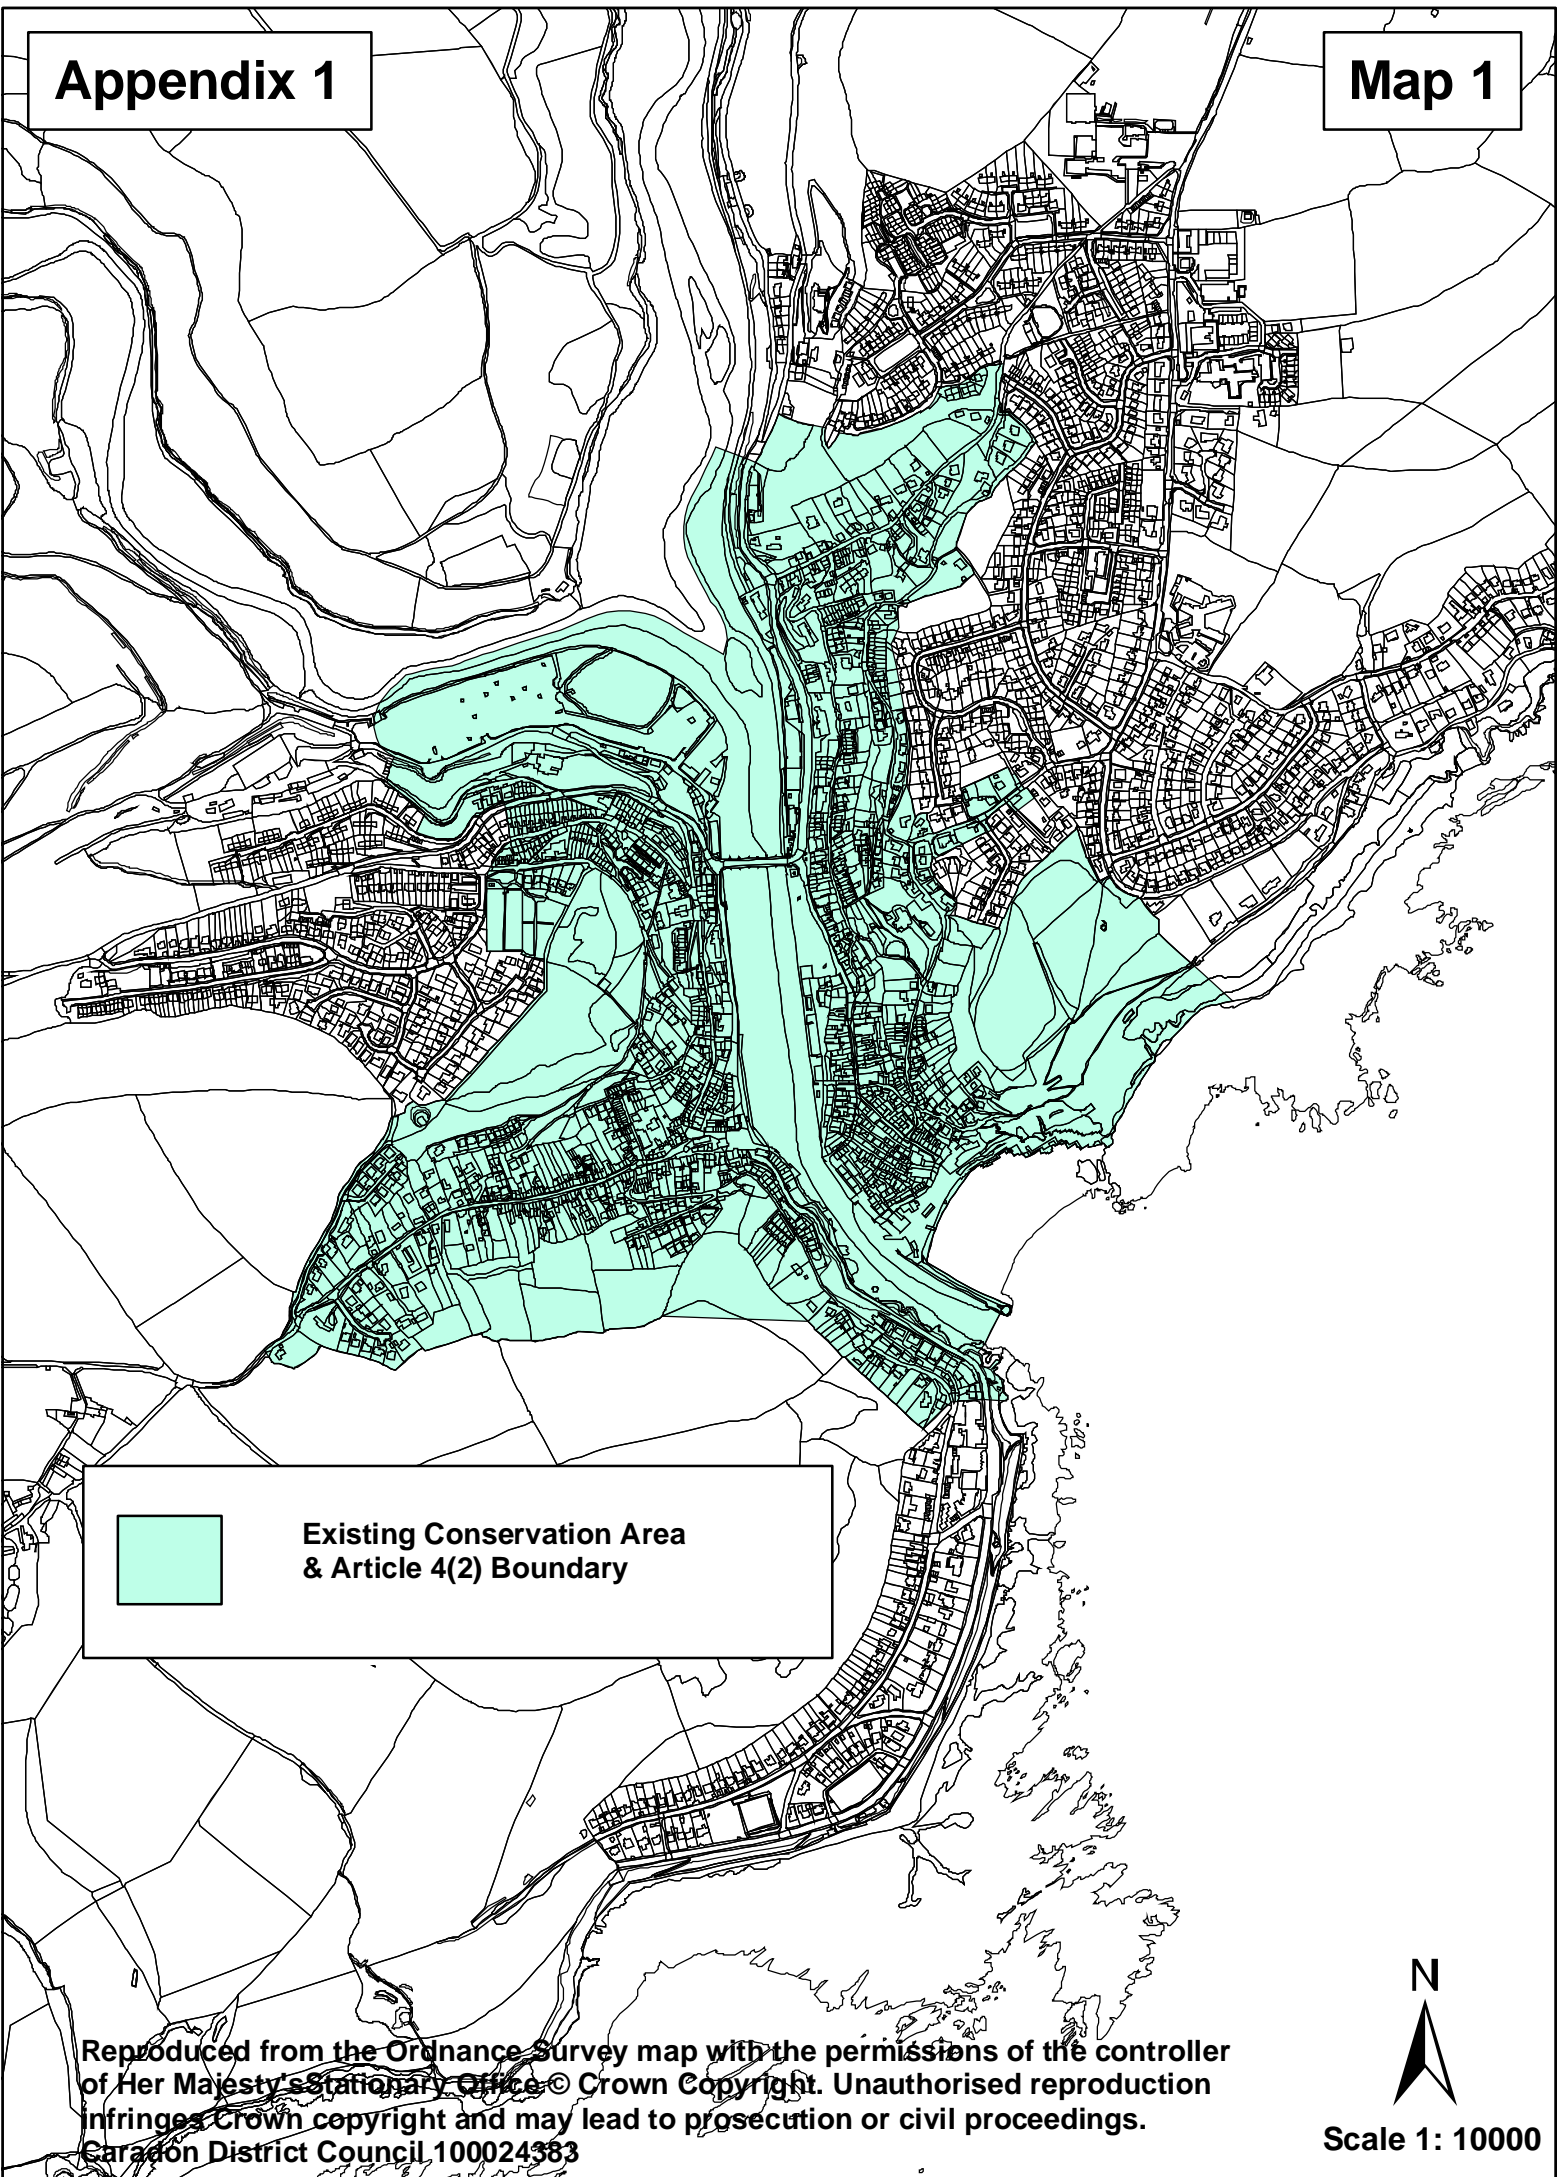 Appendix 1
Map 1
Existing Conservation Area
& Article 4(2) Boundary
N
Scale 1: 10000
Reproduced from the Ordnance Survey map with the permissions of the controller
of Her Majesty'sStationary Office © Crown Copyright. Unauthorised reproduction
infringes Crown copyright and may lead to prosecution or civil proceedings.
Caradon District Council 100024383